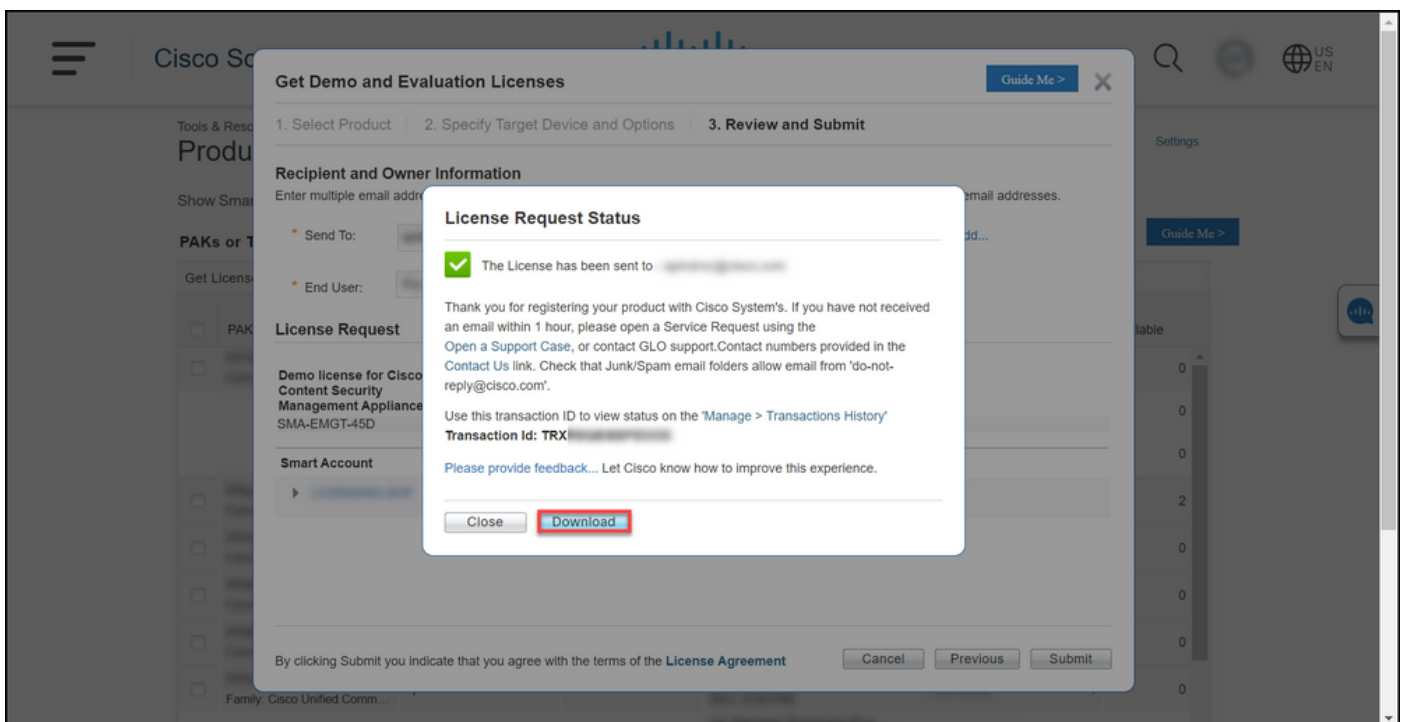 US
EN
Cisco So
Get Demo and Evaluation Licenses
Guide Me >
Tools & Reso
1. Select Product
2. Specify Target Device and Options
3. Review and Submit
Produ
Settings
Recipient and Owner Information
Enter multiple email addre
email addresses.
Show Smar
License Request Status
* Send To:
dd...
Guide Me >
PAKs or T
The License has been sent to
Get Licens
* End User:
Thank you for registering your product with Cisco System's. If you have not received
an email within 1 hour, please open a Service Request using the
Open a Support Case, or contact GLO support.Contact numbers provided in the
Contact Us link. Check that Junk/Spam email folders allow email from 'do-not-
reply@cisco.com'.
PAK
License Request
lable
Demo license for Cisco
Content Security
Management Appliance
SMA-EMGT-45D
0
0
Use this transaction ID to view status on the 'Manage > Transactions History'
Transaction Id: TRX
Smart Account
Please provide feedback... Let Cisco know how to improve this experience.
0
2
Close
Download
0
0
0
By clicking Submit you indicate that you agree with the terms of the License Agreement
Cancel
Previous
Submit
Family: Cisco Unified Comm...
0